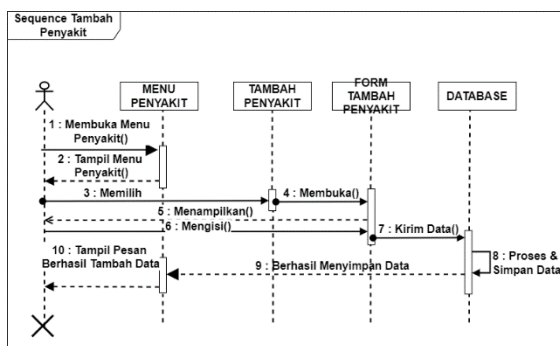 Sequence Tambah
Penyakit
MENU
PENYAKIT
TAMBAH
PENYAKIT
FORM
TAMBAH
PENYAKIT
DATABASE
1 : Membuka Menu
Penyakit()
2 : Tampil Menu
Penyakit()
3 : Memilih
4 : Membuka()
5 : Menampilkan()
6 : Mengisi()
7 : Kirim Data()
8 : Proses &
Simpan Data
9 : Berhasil Menyimpan Data
10 : Tampil Pesan
Berhasil Tambah Data